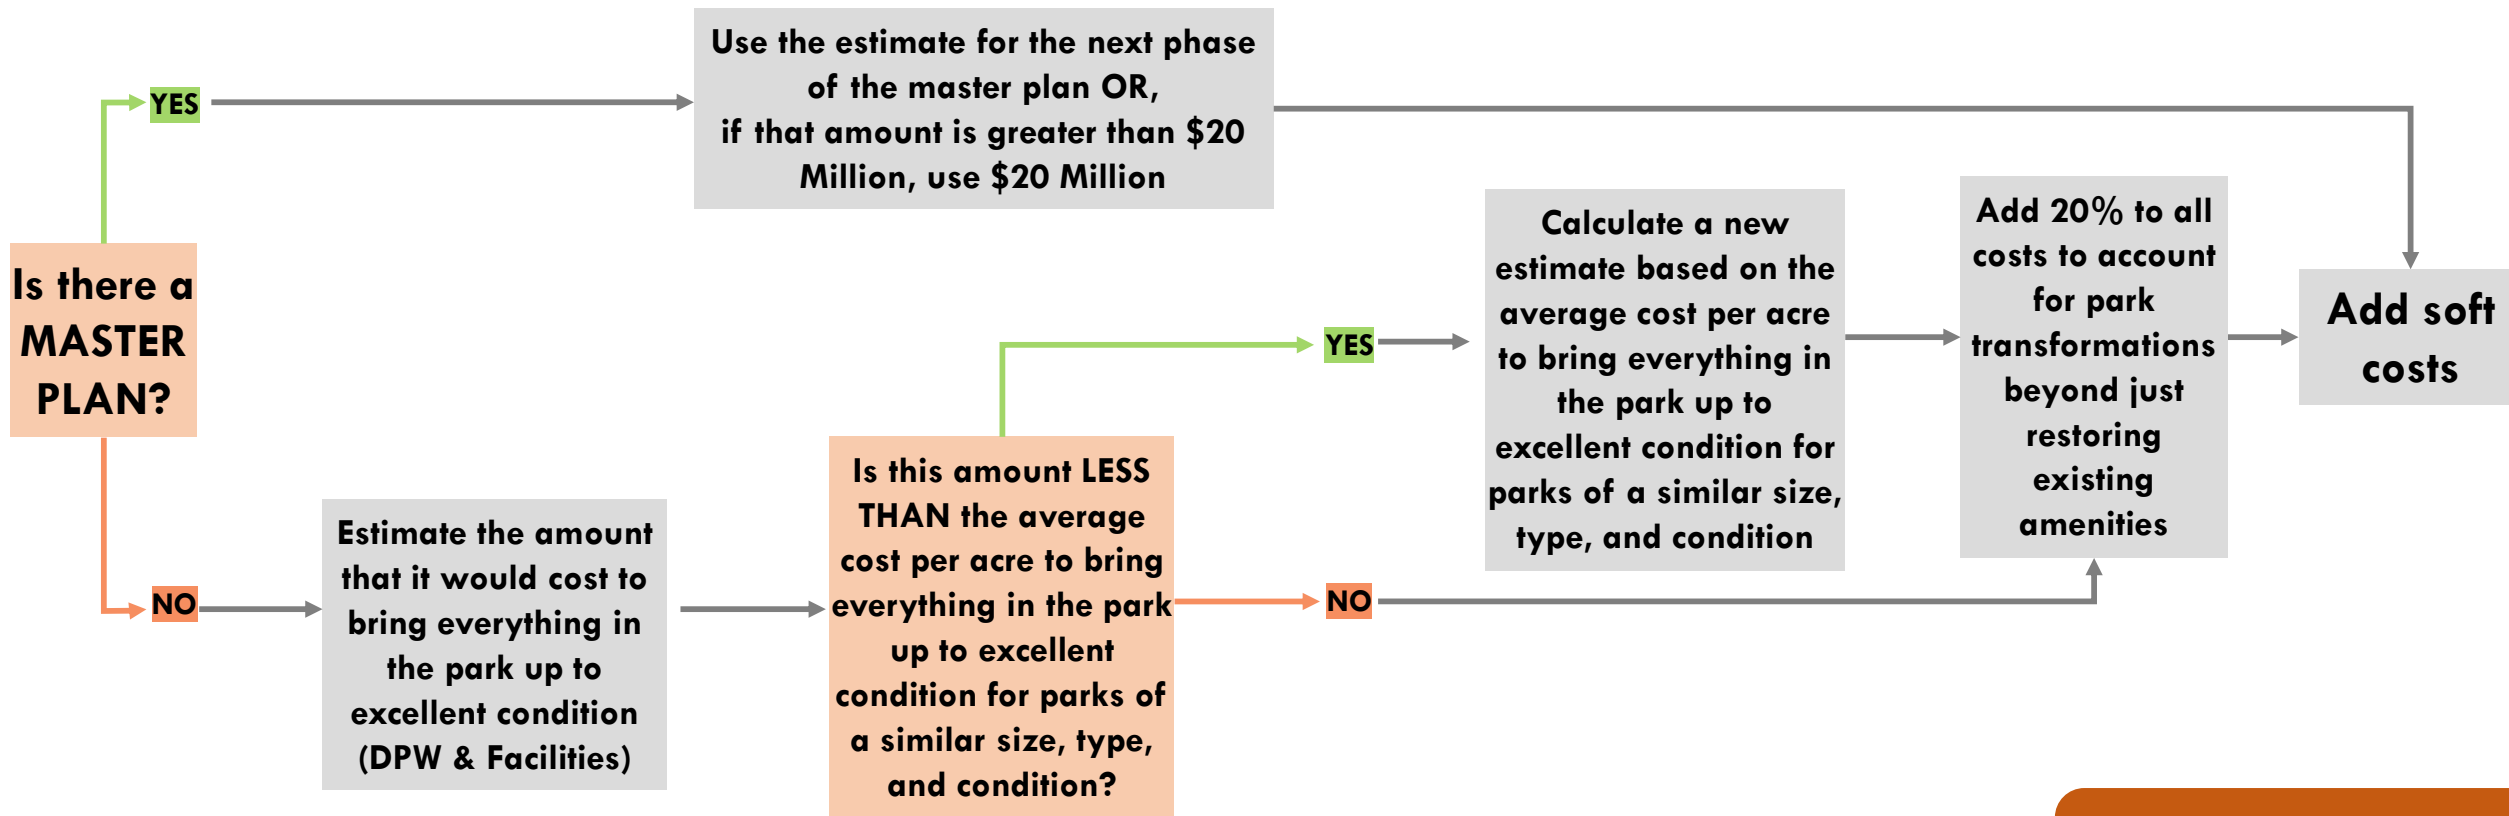 Use the estimate for the next phase
of the master plan OR,
if that amount is greater than $20
Million, use $20 Million
YES
Is there a
MASTER
PLAN?
NO
Estimate the amount
that it would cost to
bring everything in
the park up to
excellent condition
(DPW & Facilities)
Is this amount LESS
THAN the average
cost per acre to bring
everything in the park
up to excellent
condition for parks of
a similar size, type,
and condition?
YES
NO
Calculate a new
estimate based on the
average cost per acre
to bring everything in
the park up to
excellent condition for
parks of a similar size,
type, and condition
Add 20% to all
costs to account
for park
transformations
beyond just
restoring
existing
amenities
Add soft
costs